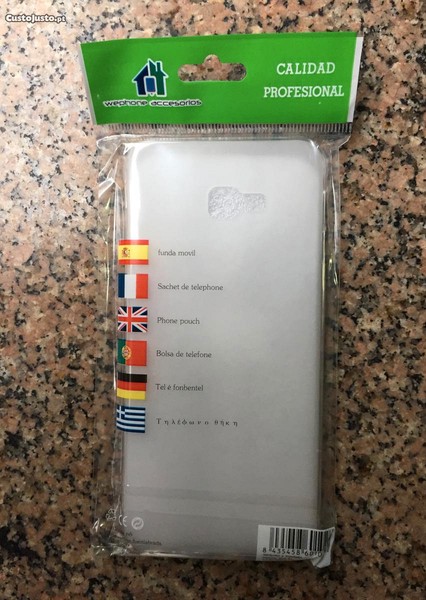 CustoJusto.pt
wephone accesorios
CALIDAD
PROFESIONAL
funda movil
Sachet de telephone
Phone pouch
Bolsa de telefone
Tel é fonbentel
Τηλέφωνο θήκη